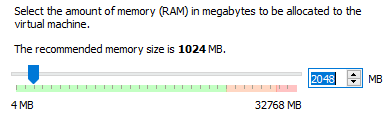 Select the amount of memory (RAM) in megabytes to be allocated to the
virtual machine.
The recommended memory size is 1024 MB.
2048 MB
4 MB 32768 MB